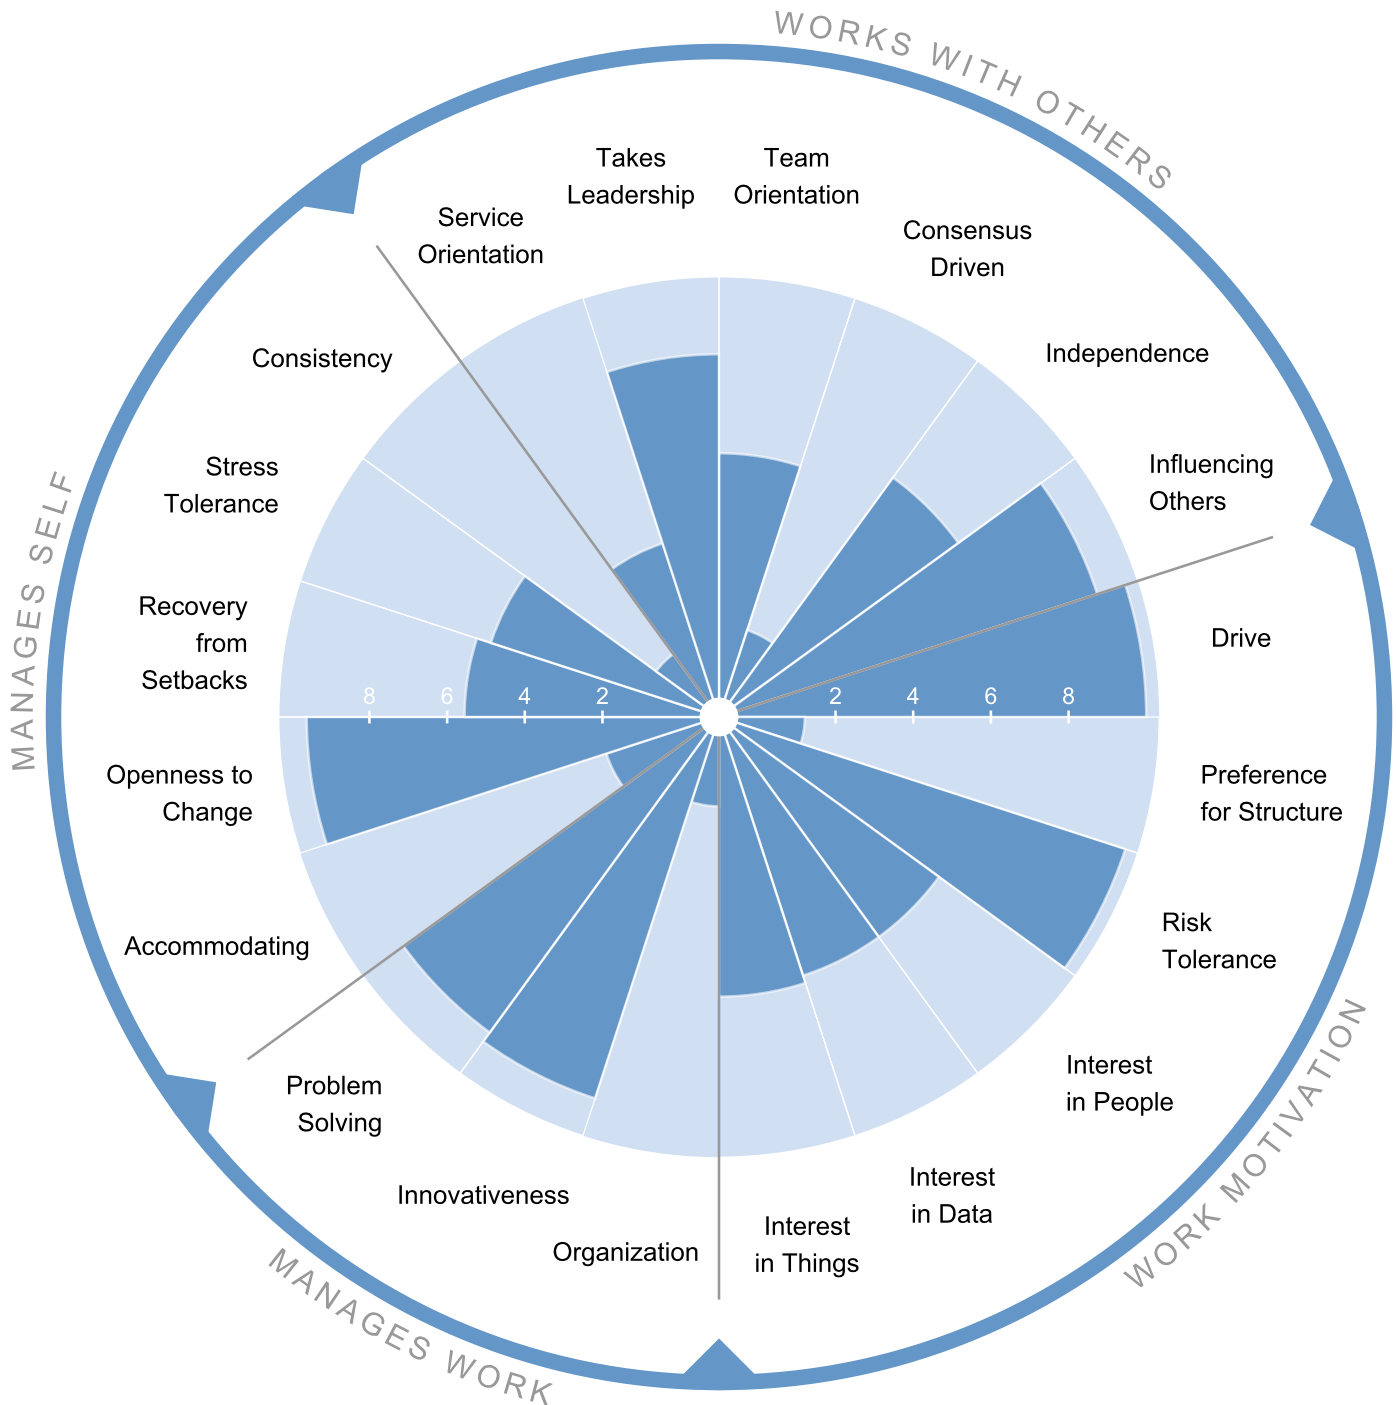 WORKS WITH OTHERS
Takes
Leadership
Team
Orientation
Service
Orientation
Consensus
Driven
Consistency
Independence
Stress
Tolerance
Influencing
Others
MANAGES SELF
Recovery
from
Setbacks
Drive
8 6 4 2 2 4 6 8
Openness to
Change
Preference
for Structure
Accommodating
Risk
Tolerance
Problem
Solving
Interest
in People
WORK MOTIVATION
Innovativeness
Interest
in Data
Organization
Interest
in Things
MANAGES WORK